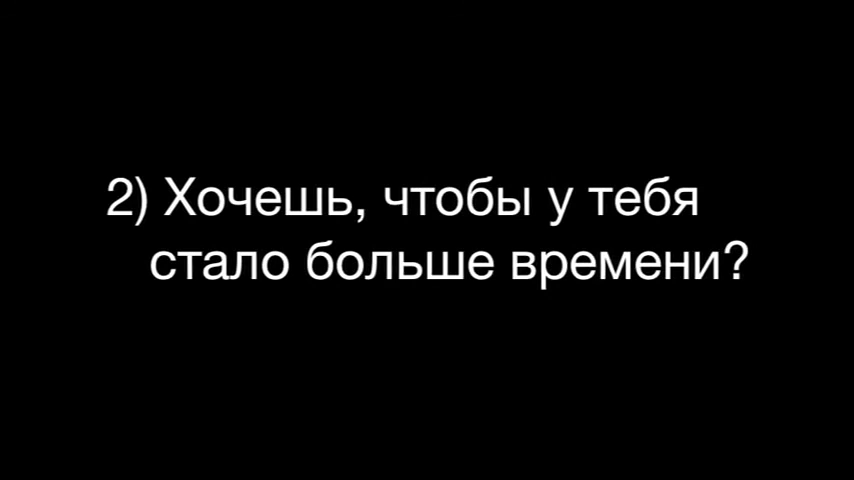 2) Хочешь, чтобы у тебя
стало больше времени?